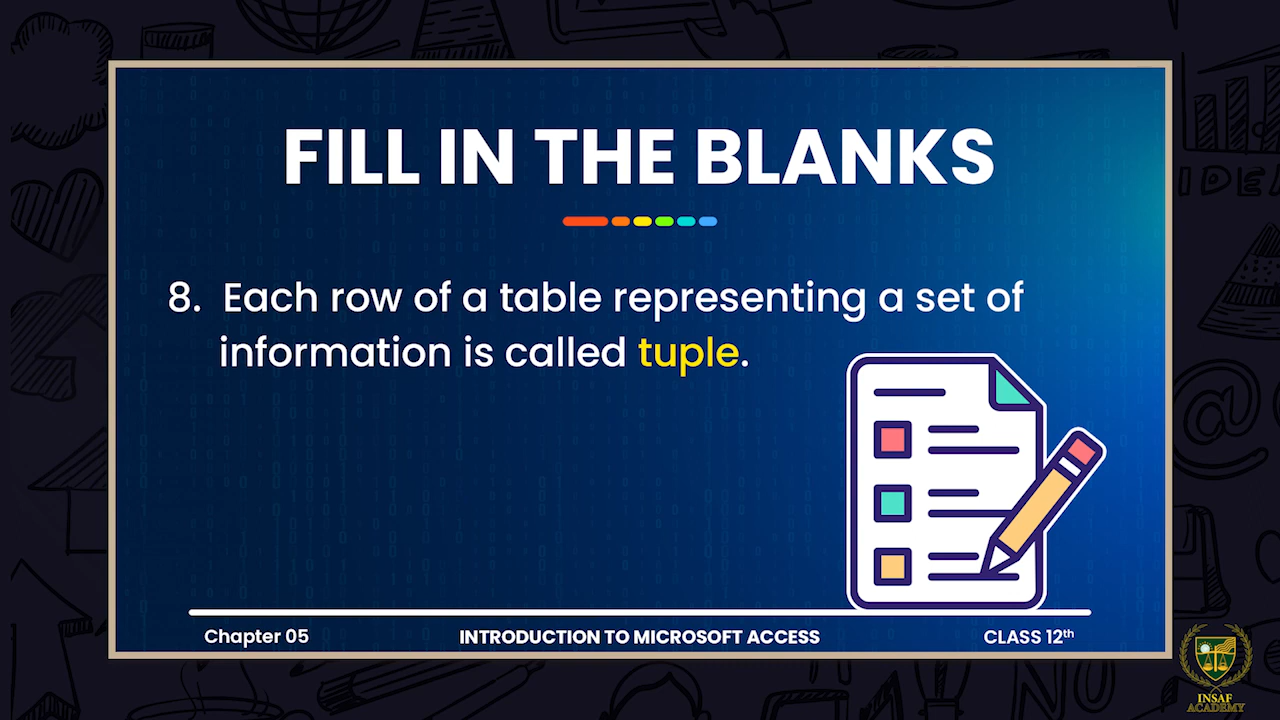 FILL IN THE BLANKS
8. Each row of a table representing a set of
information is called tuple.
Chapter 05
INTRODUCTION TO MICROSOFT ACCESS
CLASS 12th
IDEA
INSAF
ACADEMY